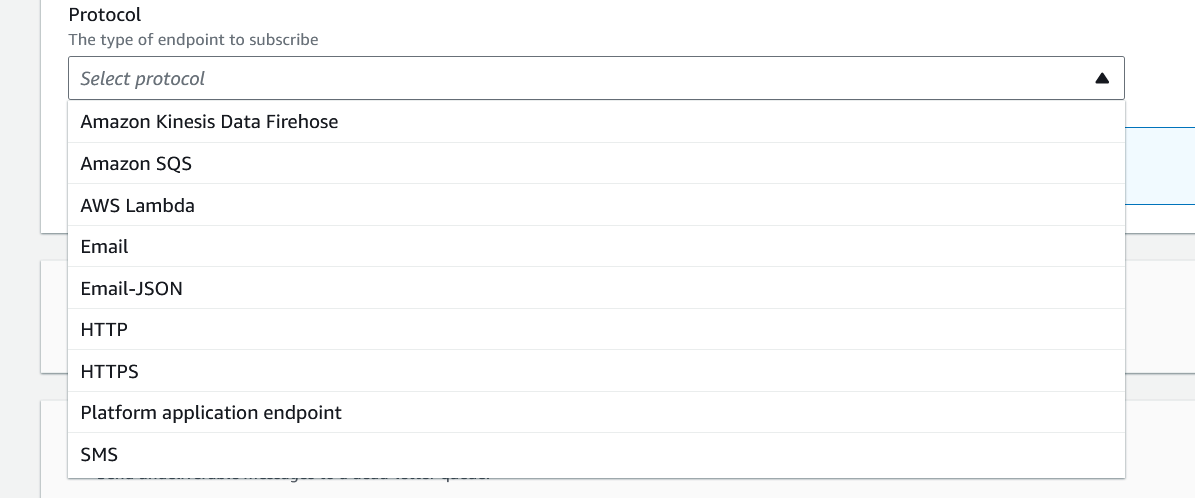 Protocol
The type of endpoint to subscribe
Select protocol
Amazon Kinesis Data Firehose
Amazon SQS
AWS Lambda
Email
Email-JSON
HTTP
HTTPS
Platform application endpoint
SMS